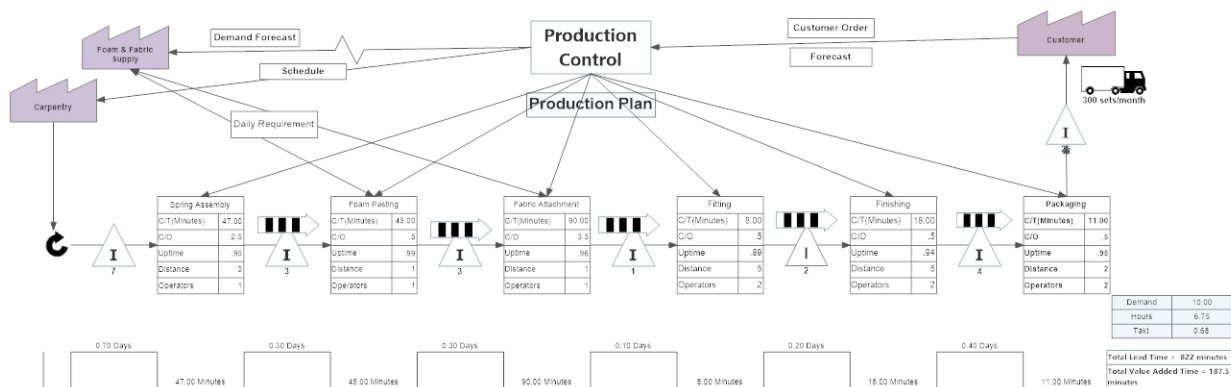 Foam & Fabric
Supply
Demand Forecast
Production
Control
Customer Order
Forecast
Customer
Carpentry
Schedule
Production Plan
Daily Requirement
300 sets/month
I
Spring Assembly
C/T(Minutes) 47.00
C/O 2.5
Uptime .95
Distance 3
Operators 1
Foam Pasting
C/T(Minutes) 45.00
C/O .5
Uptime .99
Distance 1
Operators 1
Fabric Attachment
C/T(Minutes) 90.00
C/O 3.5
Uptime .96
Distance 1
Operators 1
Fitting
C/T(Minutes) 8.00
C/O .5
Uptime .89
Distance 5
Operators 2
Finishing
C/T(Minutes) 18.00
C/O .5
Uptime .94
Distance 5
Operators 2
Packaging
C/T(Minutes) 11.00
C/O .5
Uptime .95
Distance 2
Operators 2
I
7
I
3
I
3
I
1
I
2
I
4
Demand 10.00
Hours 6.75
Takt 0.68
0.70 Days
0.30 Days
0.30 Days
0.10 Days
0.20 Days
0.40 Days
47.00 Minutes
45.00 Minutes
90.00 Minutes
8.00 Minutes
18.00 Minutes
11.00 Minutes
Total Lead Time = 822 minutes
Total Value Added Time = 187.5
minutes